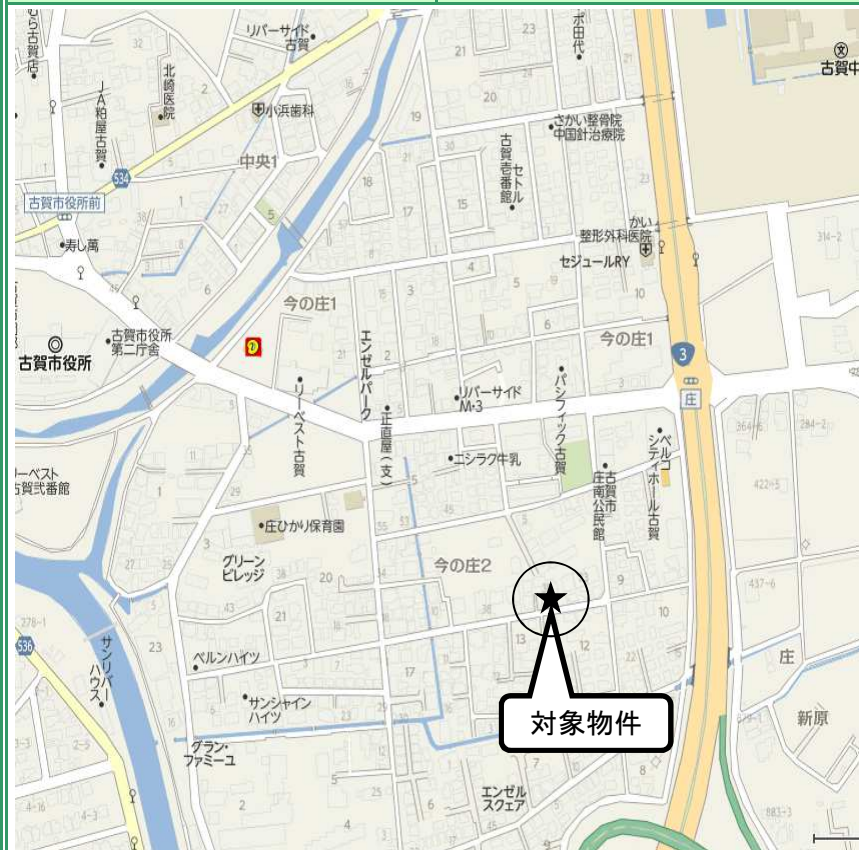 リバーサイド
古賀
北崎医院
小浜歯科
JA粕屋古賀
中央1
534
古賀市役所前
寿し萬
古賀市役所
古賀市役所
第二庁舎
さかい整骨院
中国針治療院
セトル
古賀壱番館
古賀中
かい
整形外科医院
セジュールRY
今の庄1
今の庄1
3
庄
エンゼルパーク
リーベスト古賀
正直屋(支)
リバーサイド
M・3
パシフィック古賀
ニシラク牛乳
ベルコ
シティホール古賀
古賀市
庄南公民館
リーベスト
古賀弐番館
庄ひかり保育園
グリーン
ビレッジ
今の庄2
314-2
364-6
284-2
422-5
437-6
庄
新原
883-3
278-1
536
サンリバー
ハウス
ベルンハイツ
サンシャイン
ハイツ
グラン・
ファミーユ
対象物件
エンゼル
スクェア